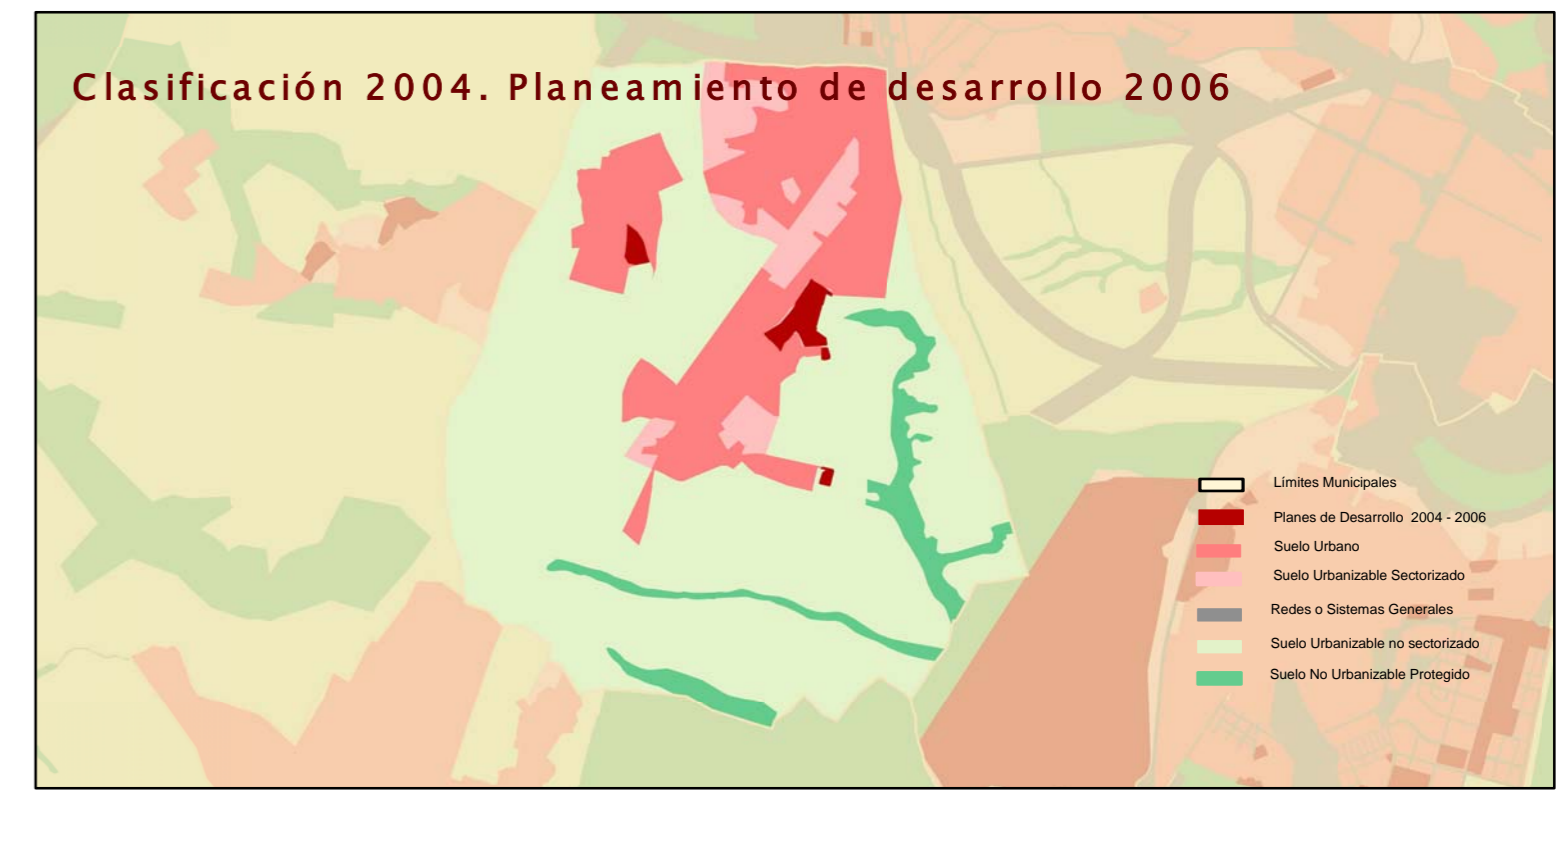 Clasificación 2004. Planeamiento de desarrollo 2006
Límites Municipales
Planes de Desarrollo 2004 - 2006
Suelo Urbano
Suelo Urbanizable Sectorizado
Redes o Sistemas Generales
Suelo Urbanizable no sectorizado
Suelo No Urbanizable Protegido